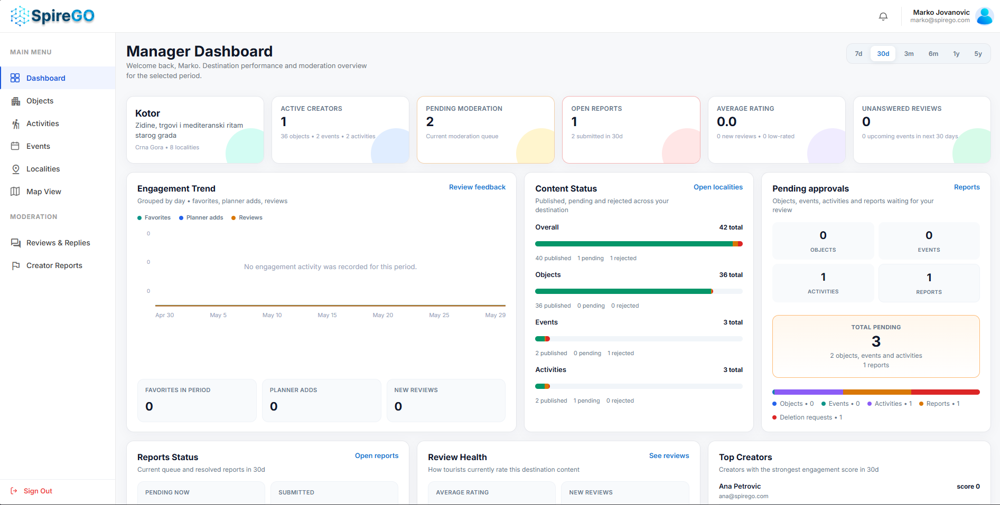 SpireGO
Marko Jovanovic
marko@spirego.com
MAIN MENU
Dashboard
Objects
Activities
Events
Localities
Map View
MODERATION
Reviews & Replies
Creator Reports
Sign Out
Manager Dashboard
Welcome back, Marko. Destination performance and moderation overview
for the selected period.
7d 30d 3m 6m 1y 5y
Kotor
Zidine, trgovi i mediteranski ritam
starog grada
Crna Gora • 8 localities
ACTIVE CREATORS
1
36 objects • 2 events • 2 activities
PENDING MODERATION
2
Current moderation queue
OPEN REPORTS
1
2 submitted in 30d
AVERAGE RATING
0.0
0 new reviews • 0 low-rated
UNANSWERED REVIEWS
0
0 upcoming events in next 30 days
Engagement Trend
Review feedback
Grouped by day • favorites, planner adds, reviews
Favorites Planner adds Reviews
0
0
0
No engagement activity was recorded for this period.
Apr 30 May 5 May 10 May 15 May 20 May 25 May 29
FAVORITES IN PERIOD
0
PLANNER ADDS
0
NEW REVIEWS
0
Content Status
Open localities
Published, pending and rejected across your
destination
Overall 42 total
40 published 1 pending 1 rejected
Objects 36 total
36 published 0 pending 0 rejected
Events 3 total
2 published 0 pending 1 rejected
Activities 3 total
2 published 1 pending 0 rejected
Pending approvals
Reports
Objects, events, activities and reports waiting for your
review
0
OBJECTS
0
EVENTS
1
ACTIVITIES
1
REPORTS
TOTAL PENDING
3
2 objects, events and activities
1 reports
Objects • 0 Events • 0 Activities • 1 Reports • 1
Deletion requests • 1
Reports Status
Open reports
Current queue and resolved reports in 30d
PENDING NOW
SUBMITTED
Review Health
See reviews
How tourists currently rate this destination content
AVERAGE RATING
NEW REVIEWS
Top Creators
Creators with the strongest engagement score in 30d
Ana Petrovic score 0
ana@spirego.com